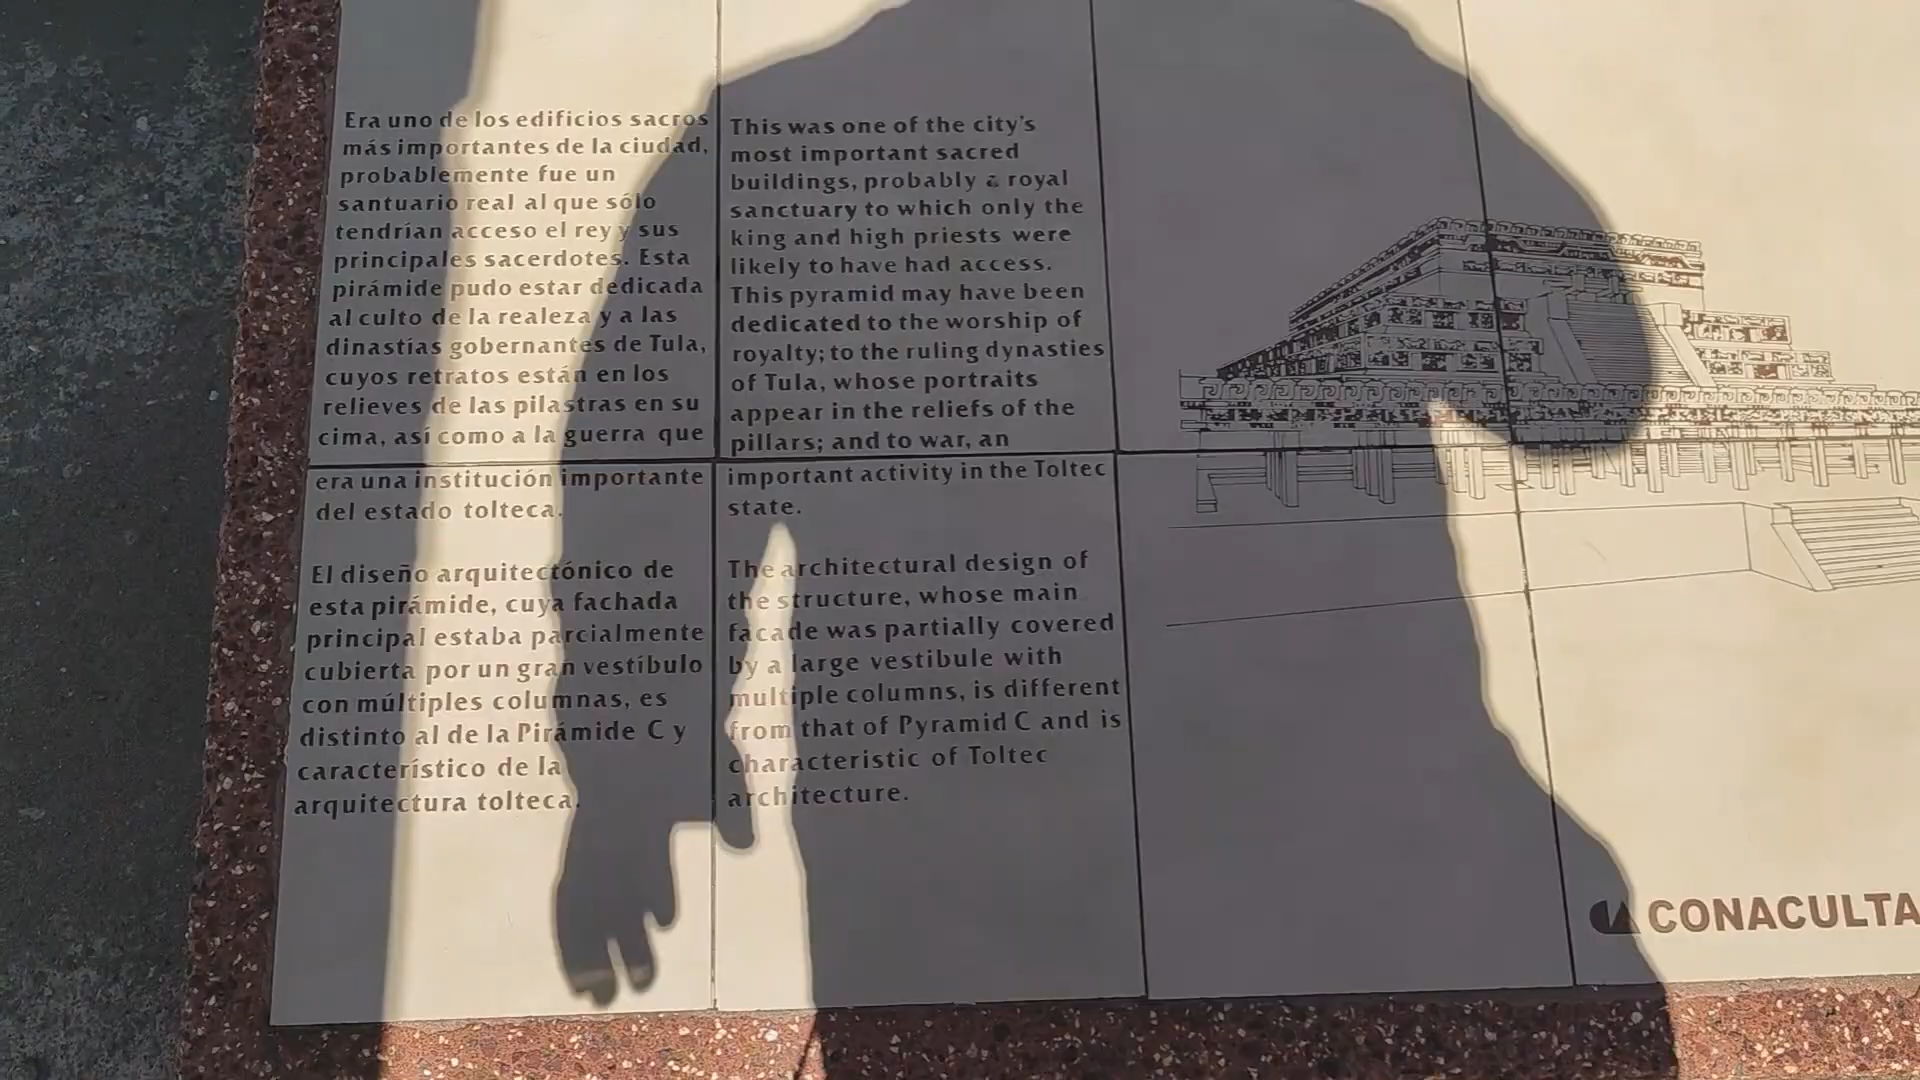 Era uno de los edificios sacros
más importantes de la ciudad,
probablemente fue un
santuario real al que sólo
tendrían acceso el rey y sus
principales sacerdotes. Esta
pirámide pudo estar dedicada
al culto de la realeza y a las
dinastías gobernantes de Tula,
cuyos retratos están en los
relieves de las pilastras en su
cima, así como a la guerra que
era una institución importante
del estado tolteca.
El diseño arquitectónico de
esta pirámide, cuya fachada
principal estaba parcialmente
cubierta por un gran vestíbulo
con múltiples columnas, es
distinto al de la Pirámide C y
característico de la
arquitectura tolteca.
This was one of the city's
most important sacred
buildings, probably a royal
sanctuary to which only the
king and high priests were
likely to have had access.
This pyramid may have been
dedicated to the worship of
royalty; to the ruling dynasties
of Tula, whose portraits
appear in the reliefs of the
pillars; and to war, an
important activity in the Toltec
state.
The architectural design of
the structure, whose main
facade was partially covered
by a large vestibule with
multiple columns, is different
from that of Pyramid C and is
characteristic of Toltec
architecture.
CONACULTA